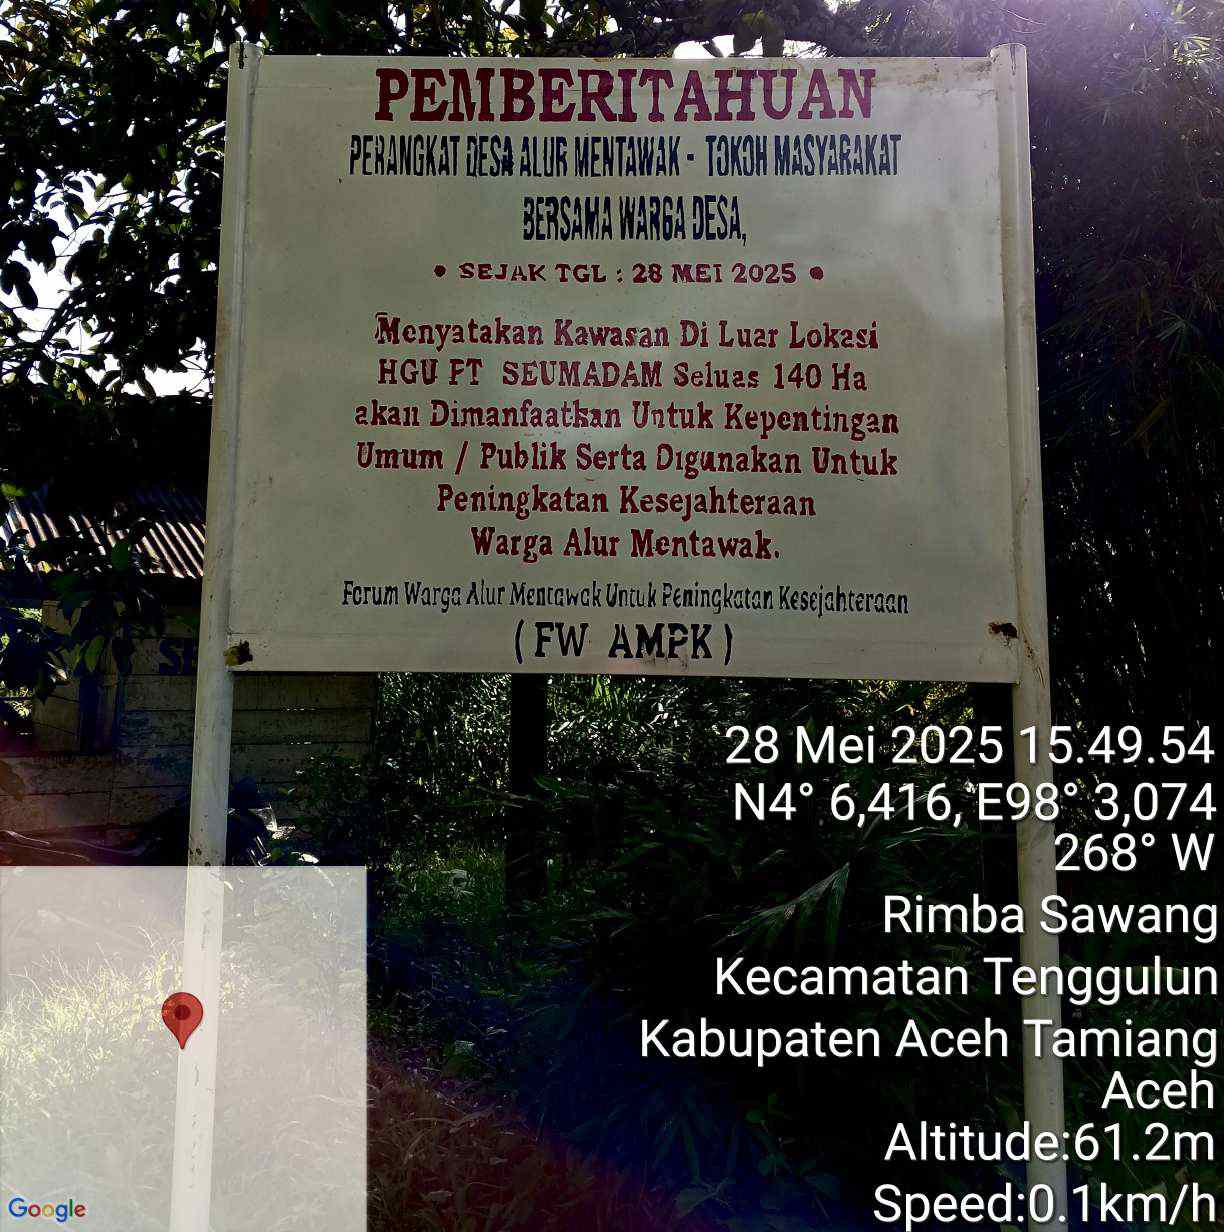 PEMBERITAHUAN
PERANGKAT DESA ALUR MENTAWAK - TOKOH MASYARAKAT
BERSAMA WARGA DESA,
• SEJAK TGL : 28 MEI 2025 •
Menyatakan Kawasan Di Luar Lokasi
HGU PT SEUMADAM Seluas 140 Ha
akan Dimanfaatkan Untuk Kepentingan
Umum / Publik Serta Digunakan Untuk
Peningkatan Kesejahteraan
Warga Alur Mentawak.
Forum Warga Alur Mentawak Untuk Peningkatan Kesejahteraan
( FW AMPK )
28 Mei 2025 15.49.54
N4° 6,416, E98° 3,074
268° W
Rimba Sawang
Kecamatan Tenggulun
Kabupaten Aceh Tamiang
Aceh
Altitude:61.2m
Speed:0.1km/h
Google